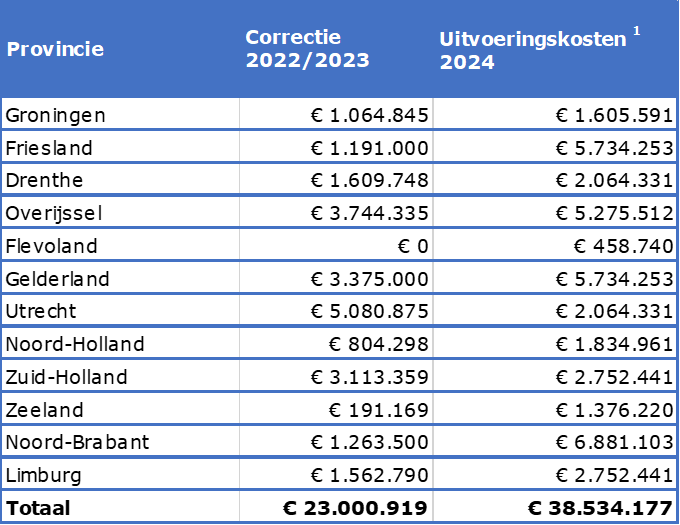 Provincie Correctie 2022/2023 Uitvoeringskosten 1 2024
Groningen € 1.064.845 € 1.605.591
Friesland € 1.191.000 € 5.734.253
Drenthe € 1.609.748 € 2.064.331
Overijssel € 3.744.335 € 5.275.512
Flevoland € 0 € 458.740
Gelderland € 3.375.000 € 5.734.253
Utrecht € 5.080.875 € 2.064.331
Noord-Holland € 804.298 € 1.834.961
Zuid-Holland € 3.113.359 € 2.752.441
Zeeland € 191.169 € 1.376.220
Noord-Brabant € 1.263.500 € 6.881.103
Limburg € 1.562.790 € 2.752.441
Totaal € 23.000.919 € 38.534.177